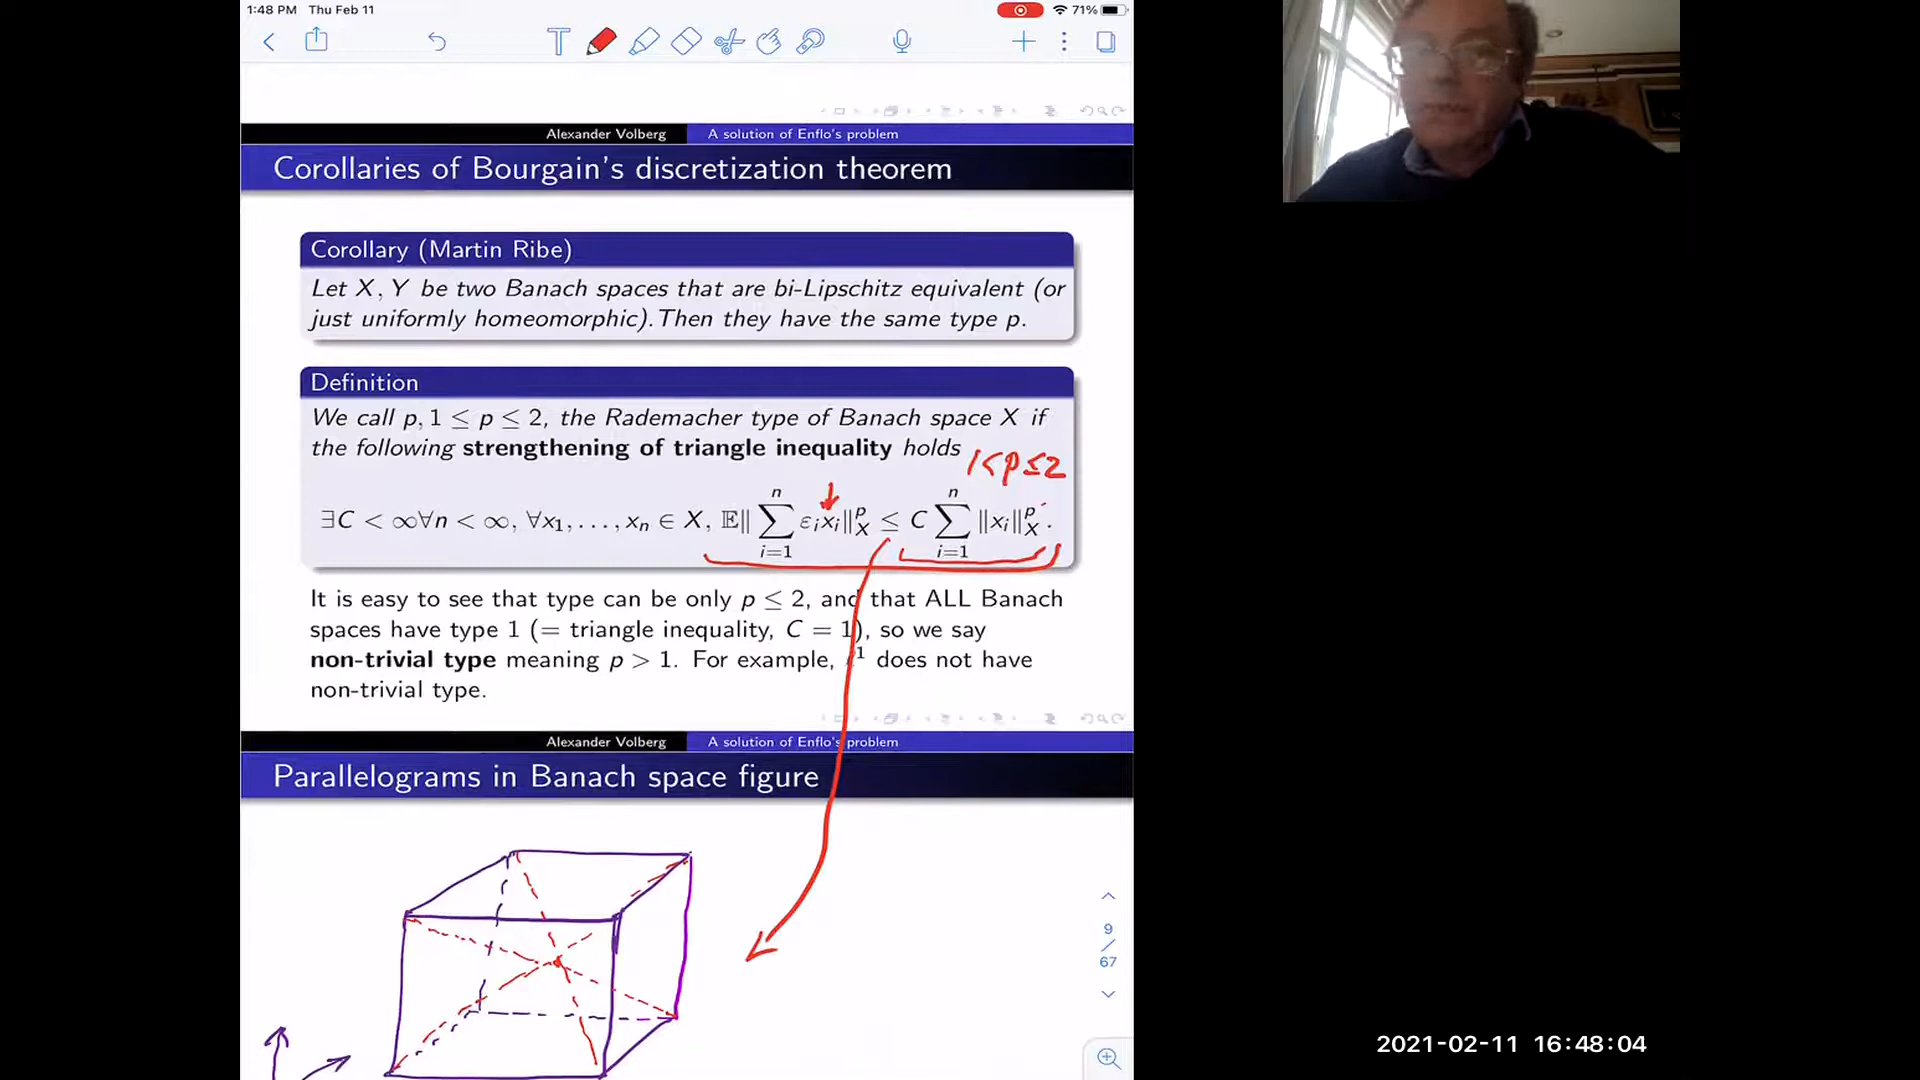 1:48 PM Thu Feb 11
71%
Alexander Volberg A solution of Enflo's problem
Corollaries of Bourgain's discretization theorem
Corollary (Martin Ribe)
Let X, Y be two Banach spaces that are bi-Lipschitz equivalent (or
just uniformly homeomorphic).Then they have the same type p.
Definition
We call p, 1 ≤ p ≤ 2, the Rademacher type of Banach space X if
the following strengthening of triangle inequality holds
1<p≤2
∃C < ∞∀n < ∞, ∀x₁, . . . , xₙ ∈ X, 𝔼‖ ∑ⁿᵢ₌₁ εᵢxᵢ‖ᵖ_X ≤ C ∑ⁿᵢ₌₁ ‖xᵢ‖ᵖ_X .
It is easy to see that type can be only p ≤ 2, and that ALL Banach
spaces have type 1 (= triangle inequality, C = 1), so we say
non-trivial type meaning p > 1. For example, ℓ¹ does not have
non-trivial type.
Alexander Volberg A solution of Enflo's problem
Parallelograms in Banach space figure
9
/
67
2021-02-11 16:48:04